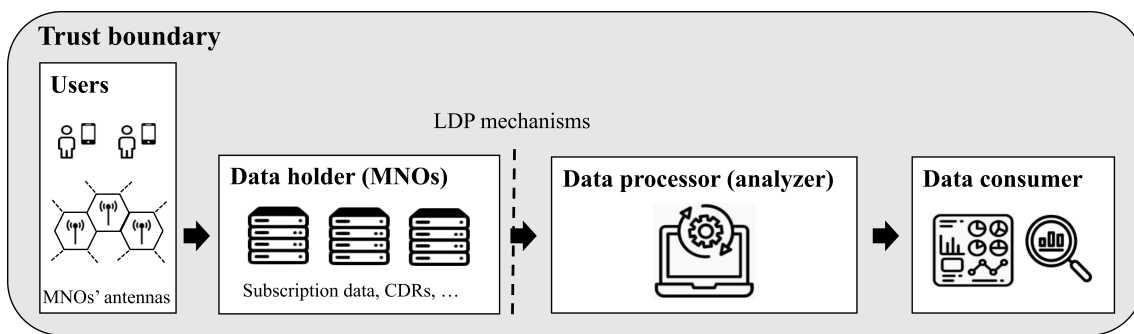 Trust boundary
Users
MNOs’ antennas
LDP mechanisms
Data holder (MNOs)
Subscription data, CDRs, …
Data processor (analyzer)
Data consumer